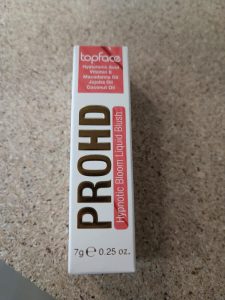 topface
Hyaluronic Acid
Vitamin E
Macadamia Oil
Jojoba Oil
Coconut Oil
PROHD
Hypnotic Bloom Liquid Blush
7g e 0.25 oz.